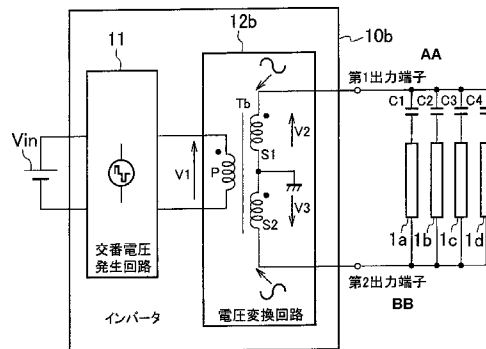 12b
11
10b
AA
第1出力端子
C1 C2 C3 C4
Tb
V2
S1
Vin
V1
P
V3
S2
1a 1b 1c 1d
第2出力端子
BB
交番電圧
発生回路
インバータ
電圧変換回路